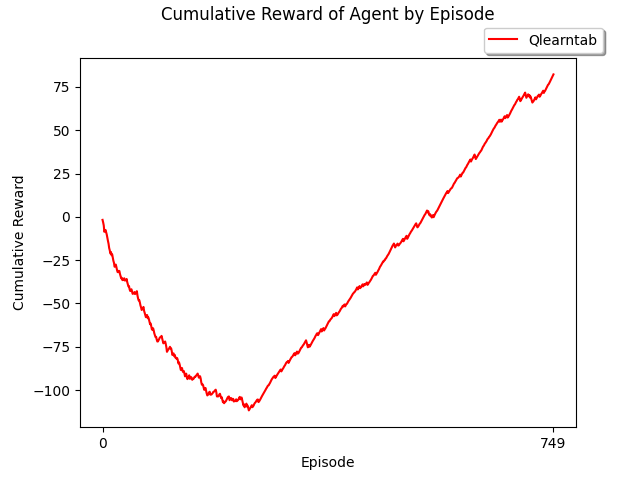 Cumulative Reward of Agent by Episode
Qlearntab
75
50
25
0
−25
−50
−75
−100
Cumulative Reward
0 749
Episode